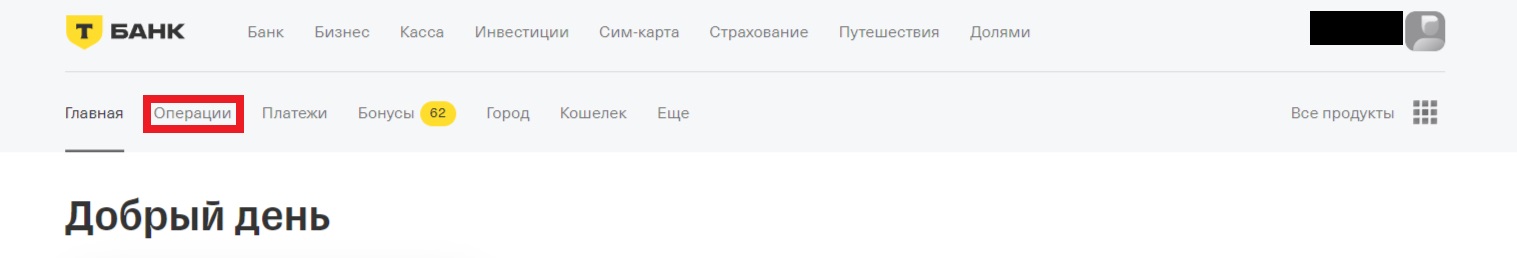 Т БАНК Банк Бизнес Касса Инвестиции Сим-карта Страхование Путешествия Долями
Главная Операции Платежи Бонусы 62 Город Кошелек Еще Все продукты
Добрый день